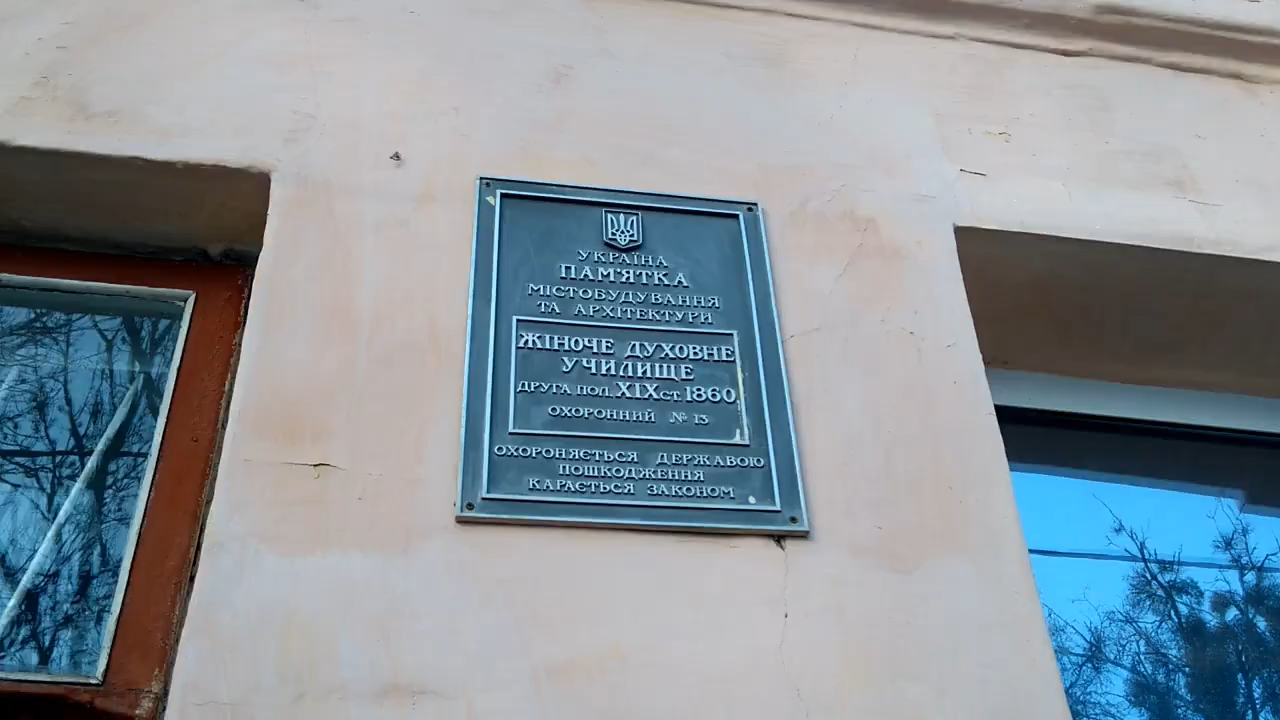 УКРАЇНА
ПАМ'ЯТКА
МІСТОБУДУВАННЯ
ТА АРХІТЕКТУРИ
ЖІНОЧЕ ДУХОВНЕ
УЧИЛИЩЕ
ДРУГА ПОЛ. XIX СТ. 1860
ОХОРОННИЙ № 13
ОХОРОНЯЄТЬСЯ ДЕРЖАВОЮ
ПОШКОДЖЕННЯ
КАРАЄТЬСЯ ЗАКОНОМ